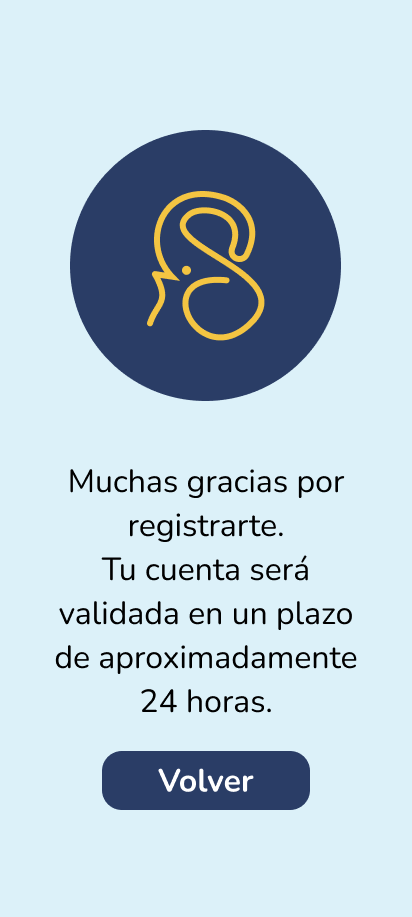 Muchas gracias por
registrarte.
Tu cuenta será
validada en un plazo
de aproximadamente
24 horas.
Volver